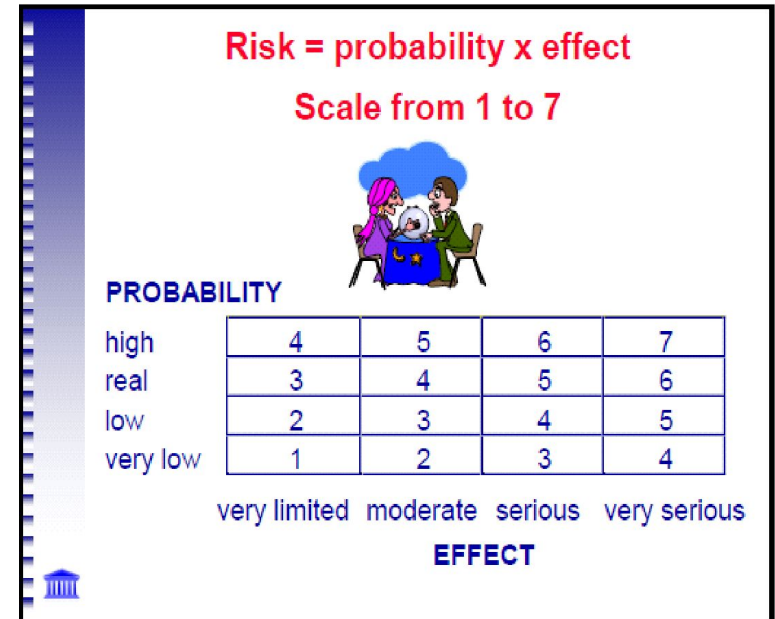 Risk = probability x effect
Scale from 1 to 7
PROBABILITY
high 4 5 6 7
real 3 4 5 6
low 2 3 4 5
very low 1 2 3 4
very limited moderate serious very serious
EFFECT